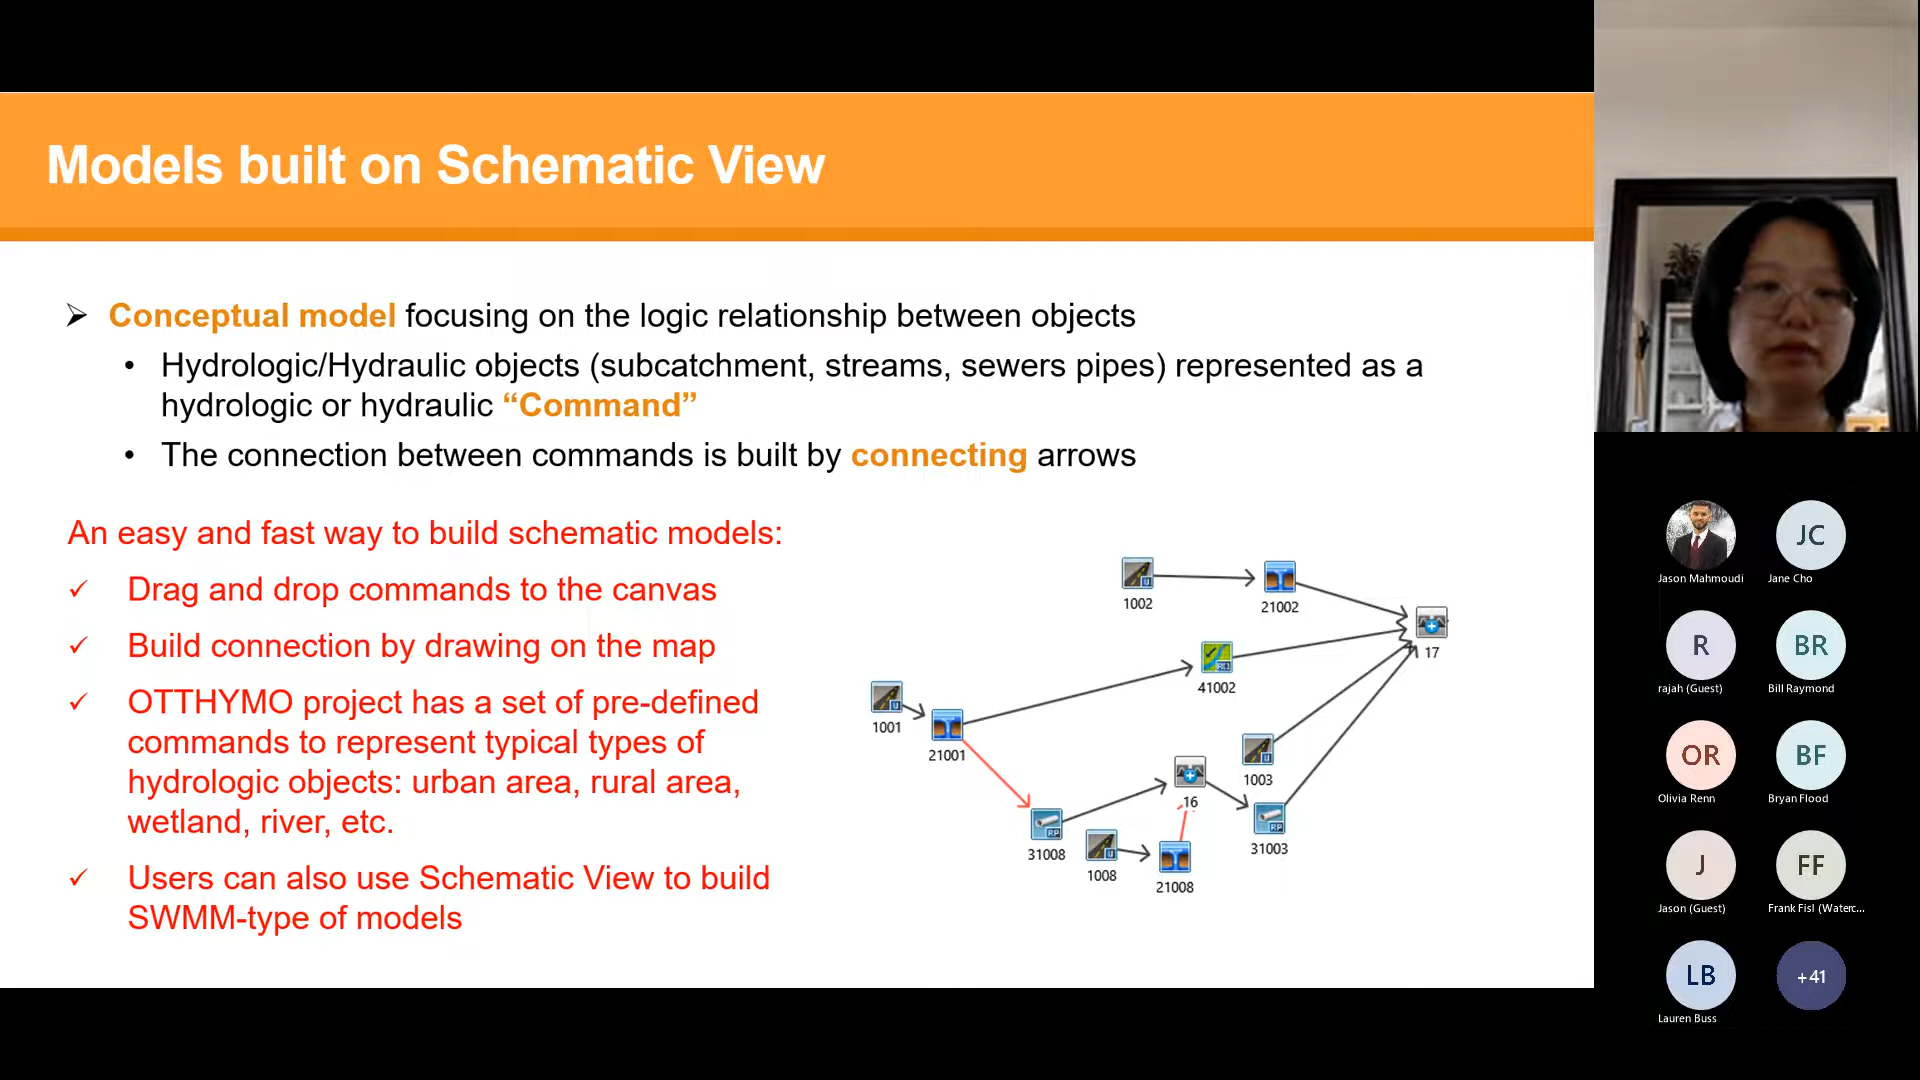 Models built on Schematic View
➢ Conceptual model focusing on the logic relationship between objects
• Hydrologic/Hydraulic objects (subcatchment, streams, sewers pipes) represented as a
hydrologic or hydraulic “Command”
• The connection between commands is built by connecting arrows
An easy and fast way to build schematic models:
✓ Drag and drop commands to the canvas
✓ Build connection by drawing on the map
✓ OTTHYMO project has a set of pre-defined
commands to represent typical types of
hydrologic objects: urban area, rural area,
wetland, river, etc.
✓ Users can also use Schematic View to build
SWMM-type of models
U
1002
21002
17
RC
41002
U
1001
21001
16
U
1003
RP
31008
U
1008
21008
RP
31003
Jason Mahmoudi
JC
Jane Cho
R
rajah (Guest)
BR
Bill Raymond
OR
Olivia Renn
BF
Bryan Flood
J
Jason (Guest)
FF
Frank Fisl (Waterc...
LB
Lauren Buss
+41